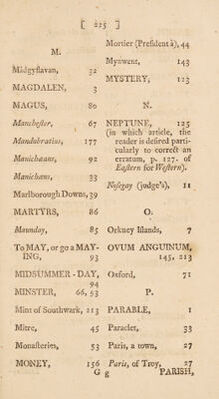 [ 225 ]
M.
Mădgyſtavan, 32
MAGDALEN, 3
MAGUS, 80
Mancheſter, 67
Mandubratius, 177
Manicheans, 92
Manichæus, 33
Marlborough Downs, 39
MARTYRS, 86
Maunday, 85
To MAY, or go a MAY-
ING, 93
MIDSUMMER-DAY,
94
MINSTER, 66, 53
Mint of Southwark, 213
Mitre, 45
Monaſteries, 53
MONEY, 136
Mortier (Preſident à), 44
Mynwent, 143
MYSTERY, 123
N.
NEPTUNE, 125
(in which article, the
reader is deſired parti-
cularly to correct an
erratum, p. 127. of
Eaſtern for Weſtern).
Noſegay (judge's), 11
O.
Orkney Iſlands, 7
OVUM ANGUINUM,
145, 213
Oxford, 71
P.
PARABLE, 1
Paraclet, 33
Paris, a town, 27
Paris, of Troy, 27
G g PARISH,